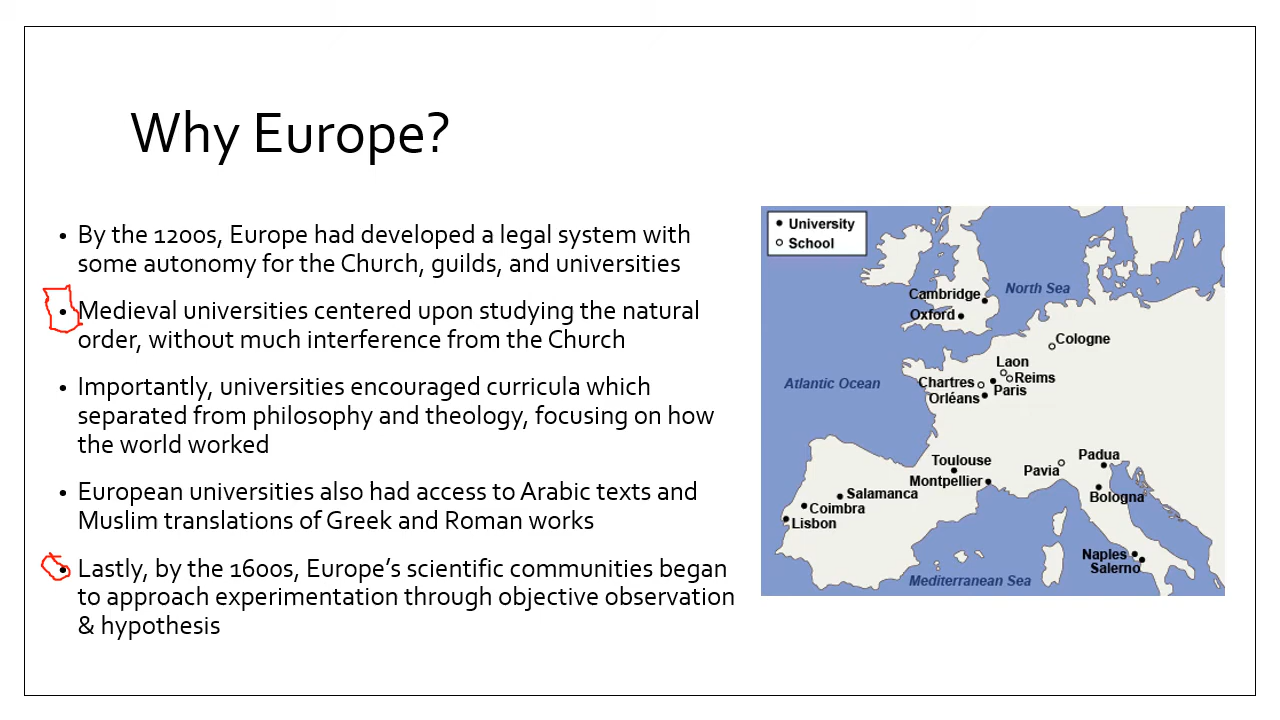 Why Europe?
• By the 1200s, Europe had developed a legal system with
some autonomy for the Church, guilds, and universities
• Medieval universities centered upon studying the natural
order, without much interference from the Church
• Importantly, universities encouraged curricula which
separated from philosophy and theology, focusing on how
the world worked
• European universities also had access to Arabic texts and
Muslim translations of Greek and Roman works
• Lastly, by the 1600s, Europe's scientific communities began
to approach experimentation through objective observation
& hypothesis
University
School
North Sea
Cambridge
Oxford
Cologne
Laon
Reims
Atlantic Ocean
Chartres
Paris
Orléans
Padua
Toulouse
Pavia
Montpellier
Salamanca
Bologna
Coimbra
Lisbon
Naples
Salerno
Mediterranean Sea